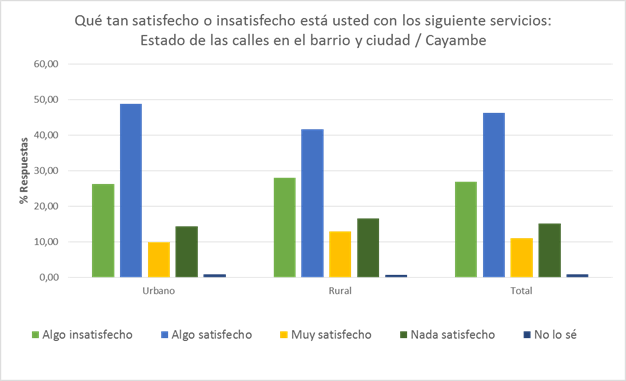 Qué tan satisfecho o insatisfecho está usted con los siguiente servicios:
Estado de las calles en el barrio y ciudad / Cayambe
60,00
50,00
40,00
30,00
20,00
10,00
0,00
% Respuestas
Urbano Rural Total
Algo insatisfecho Algo satisfecho Muy satisfecho Nada satisfecho No lo sé